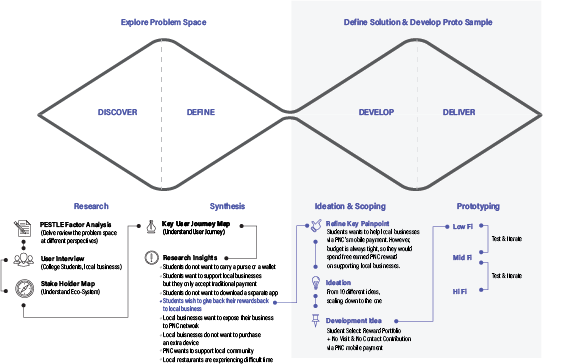 Explore Problem Space
Define Solution & Develop Proto Sample
DISCOVER
DEFINE
DEVELOP
DELIVER
Research
Synthesis
Ideation & Scoping
Prototyping
PESTLE Factor Analysis
(Delve review the problem space
at different perspectives)
User Interview
(College Students, local business)
Stake Holder Map
(Understand Eco-System)
Key User Journey Map
(Understand User Journey)
Research Insights
- Students do not want to carry a purse or a wallet
- Students want to support local businesses
but they only accept traditional payment
- Students do not want to download a separate app
• Students wish to give back their rewards back
to local business
- Local businesses want to expose their business
to PNC network
- Local businesses do not want to purchase
an extra device
- PNC wants to support local community
- Local restaurants are experiencing difficult time
Refine Key Painpoint
Students wants to help local businesses
via PNC's mobile payment. However,
budget is always tight, so they would
spend free earned PNC reward
on supporting local businesses.
Ideation
From 10 different ideas,
scaling down to the one
Development Idea
Student Select Reward Portfolio
+ No Visit & No Contact Contribution
via PNC mobile payment
Low Fi
Test & Iterate
Mid Fi
Test & Iterate
Hi Fi